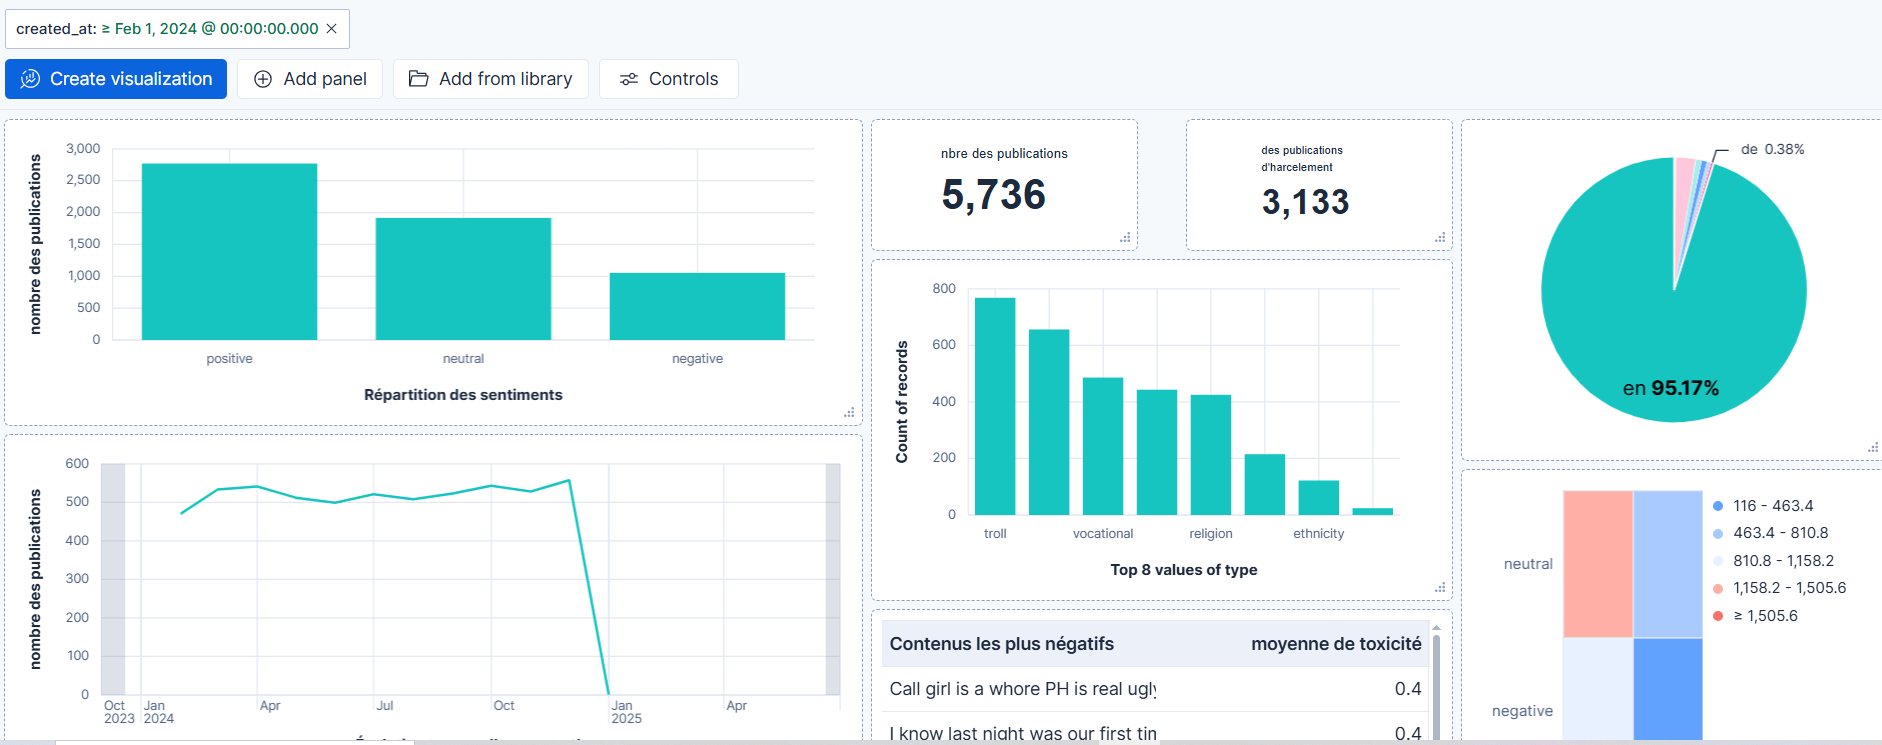 created_at: ≥ Feb 1, 2024 @ 00:00:00.000 ×
Create visualization
Add panel
Add from library
Controls
nombre des publications
3,000
2,500
2,000
1,500
1,000
500
0
positive
neutral
negative
Répartition des sentiments
nbre des publications
5,736
des publications
d'harcelement
3,133
de 0.38%
en 95.17%
Count of records
800
600
400
200
0
troll
vocational
religion
ethnicity
Top 8 values of type
nombre des publications
600
500
400
300
200
100
0
Oct
2023
Jan
2024
Apr
Jul
Oct
Jan
2025
Apr
Contenus les plus négatifs
moyenne de toxicité
Call girl is a whore PH is real ugly
0.4
I know last night was our first
0.4
neutral
negative
116 - 463.4
463.4 - 810.8
810.8 - 1,158.2
1,158.2 - 1,505.6
≥ 1,505.6